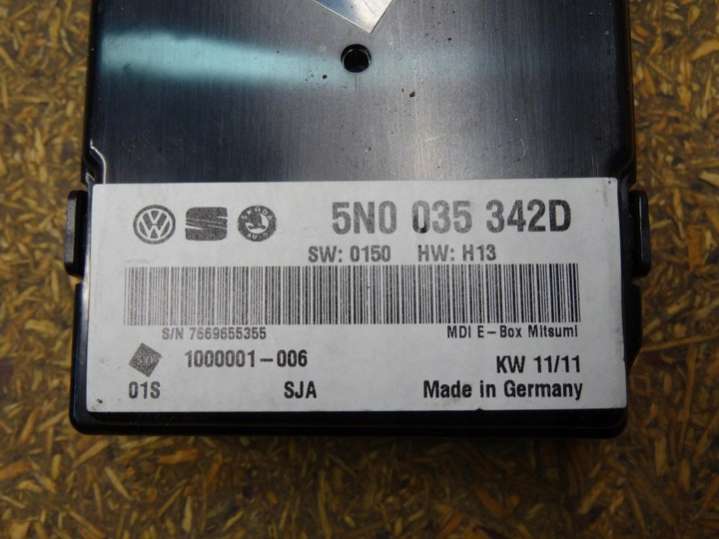 5N0 035 342D
SW: 0150 HW: H13
S/N 7669655355 MDI E-Box Mitsumi
1000001-006 KW 11/11
01S SJA Made in Germany